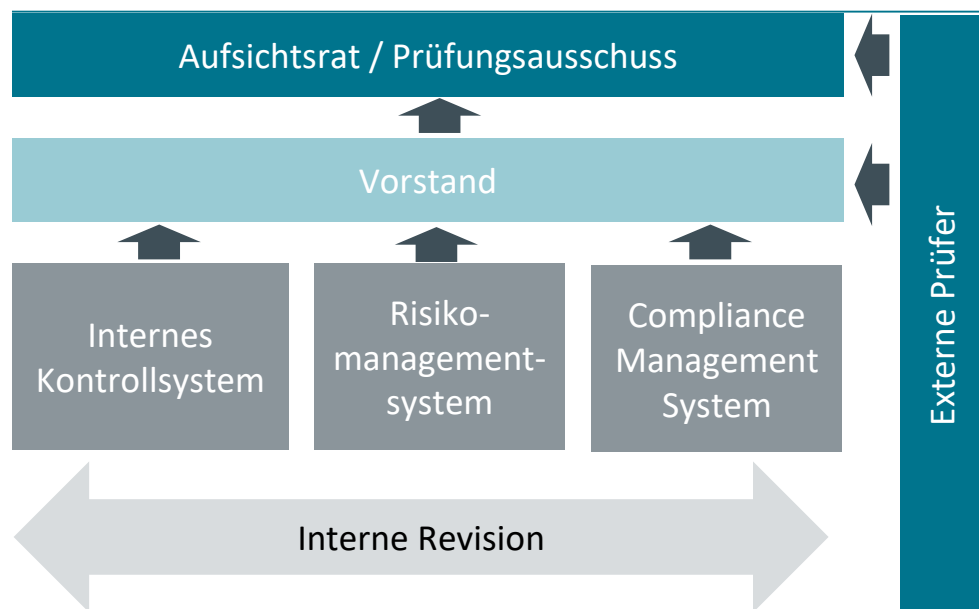 Aufsichtsrat / Prüfungsausschuss
Vorstand
Internes
Kontrollsystem
Risiko-
management-
system
Compliance
Management
System
Interne Revision
Externe Prüfer